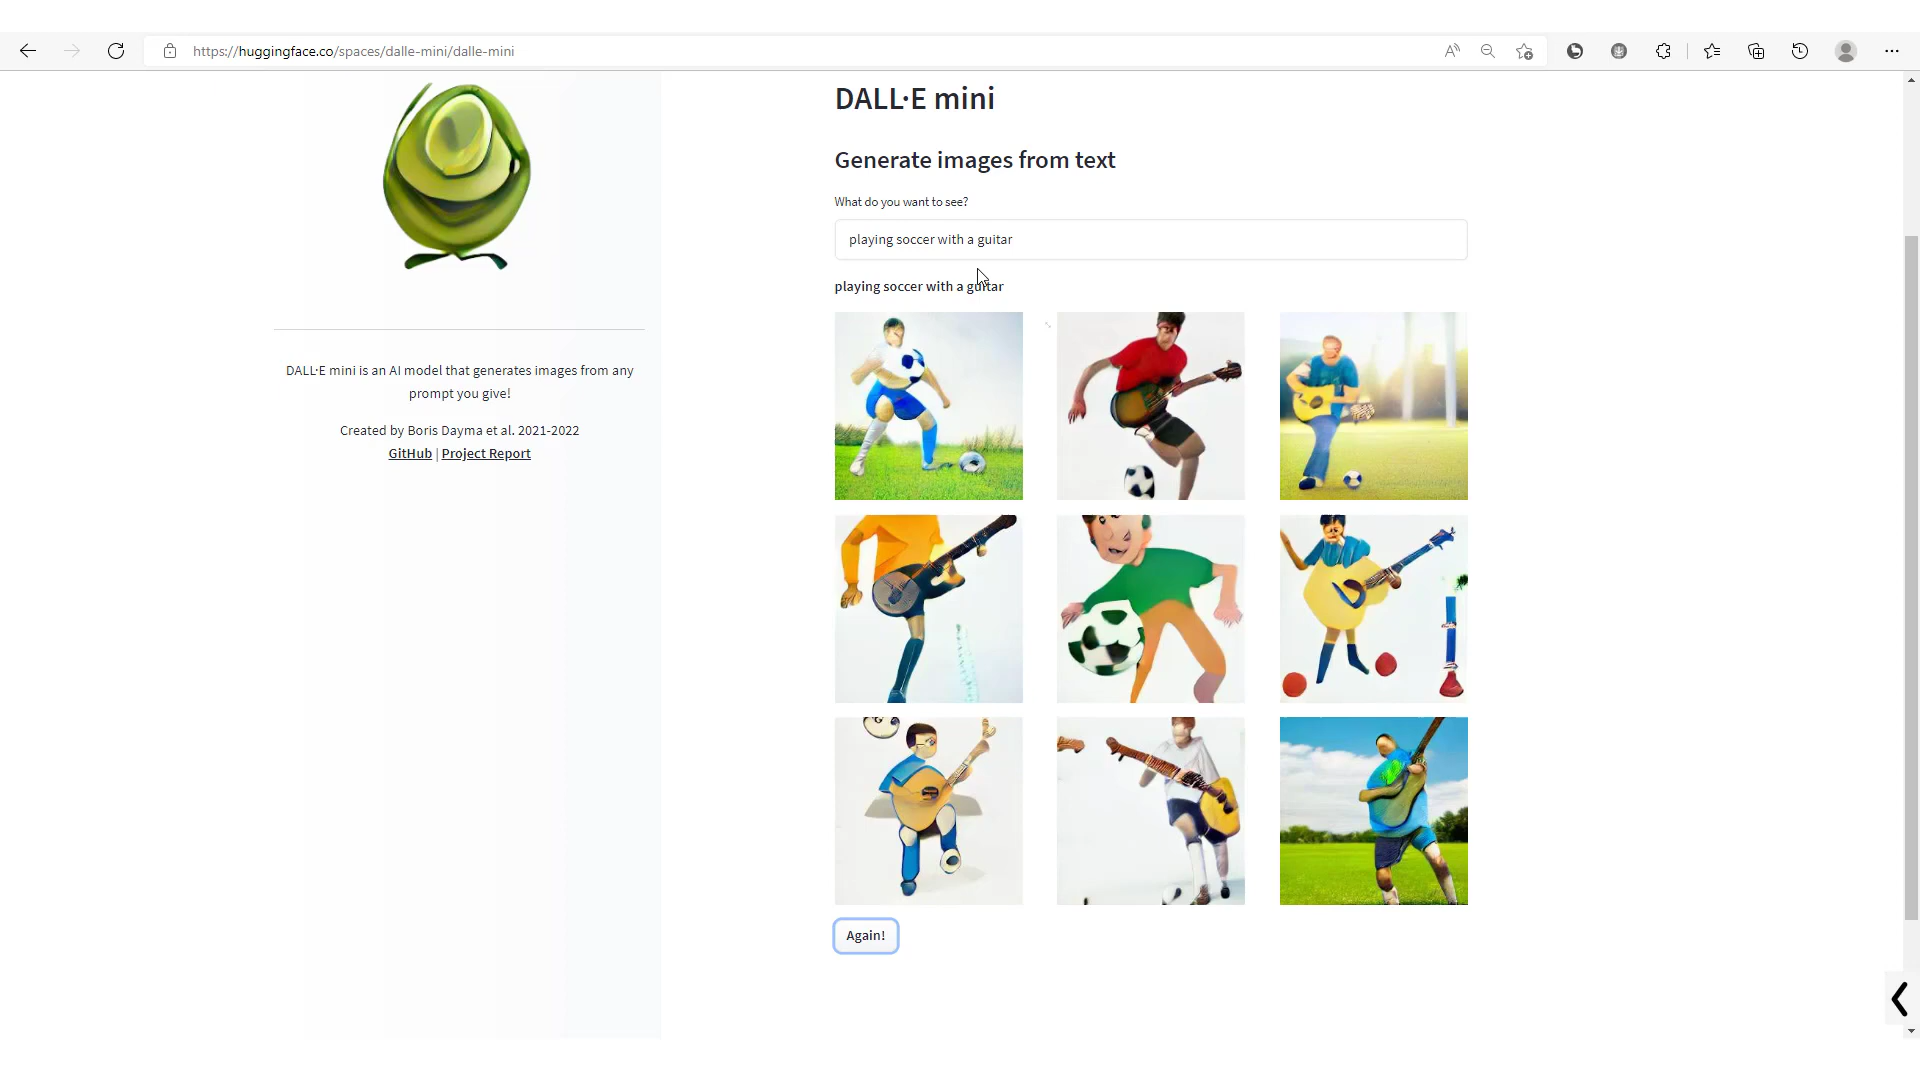 https://huggingface.co/spaces/dalle-mini/dalle-mini
DALL·E mini
Generate images from text
What do you want to see?
playing soccer with a guitar
playing soccer with a guitar
DALL·E mini is an AI model that generates images from any
prompt you give!
Created by Boris Dayma et al. 2021-2022
GitHub | Project Report
Again!